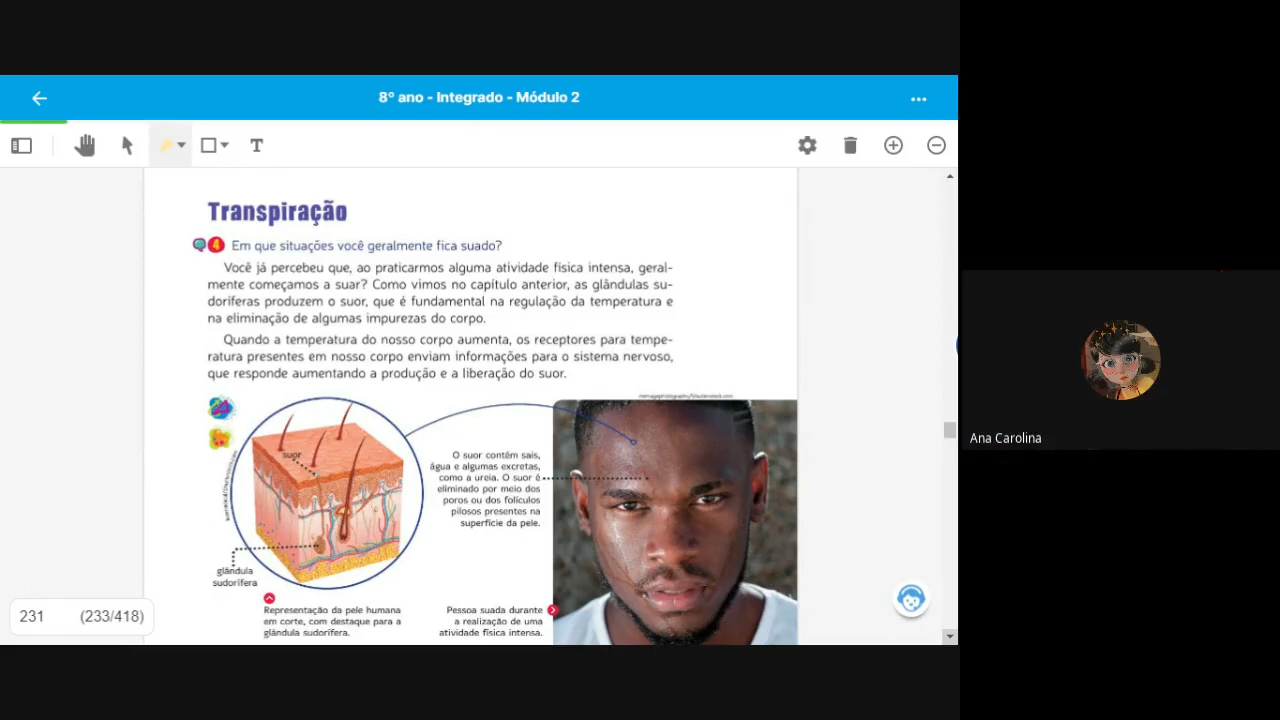 8º ano - Integrado - Módulo 2
T
Transpiração
4 Em que situações você geralmente fica suado?
Você já percebeu que, ao praticarmos alguma atividade física intensa, geral-
mente começamos a suar? Como vimos no capítulo anterior, as glândulas su-
doríferas produzem o suor, que é fundamental na regulação da temperatura e
na eliminação de algumas impurezas do corpo.
Quando a temperatura do nosso corpo aumenta, os receptores para tempe-
ratura presentes em nosso corpo enviam informações para o sistema nervoso,
que responde aumentando a produção e a liberação do suor.
suor
glândula
sudorífera
O suor contém sais,
água e algumas excretas,
como a ureia. O suor é
eliminado por meio dos
poros ou dos folículos
pilosos presentes na
superfície da pele.
Representação da pele humana
em corte, com destaque para a
glândula sudorífera.
Pessoa suada durante
a realização de uma
atividade física intensa.
231 (233/418)
Ana Carolina